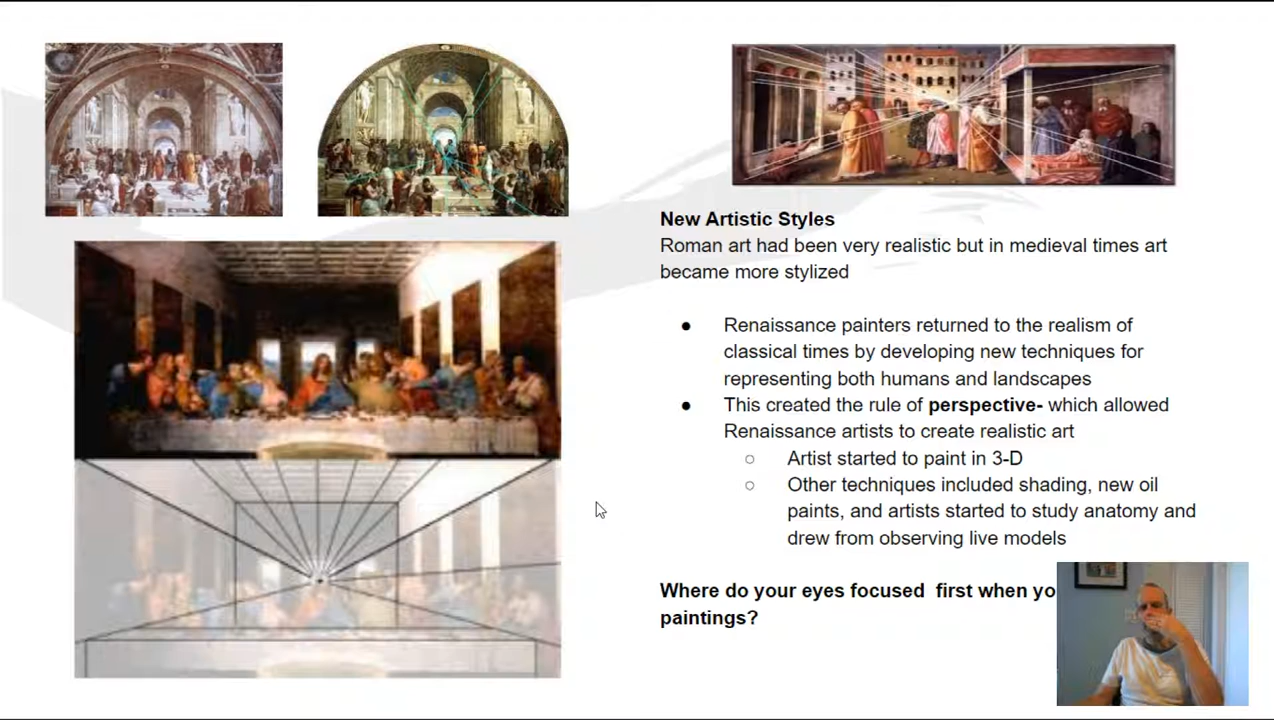 New Artistic Styles
Roman art had been very realistic but in medieval times art
became more stylized
● Renaissance painters returned to the realism of
classical times by developing new techniques for
representing both humans and landscapes
● This created the rule of perspective- which allowed
Renaissance artists to create realistic art
○ Artist started to paint in 3-D
○ Other techniques included shading, new oil
paints, and artists started to study anatomy and
drew from observing live models
Where do your eyes focused first when yo
paintings?